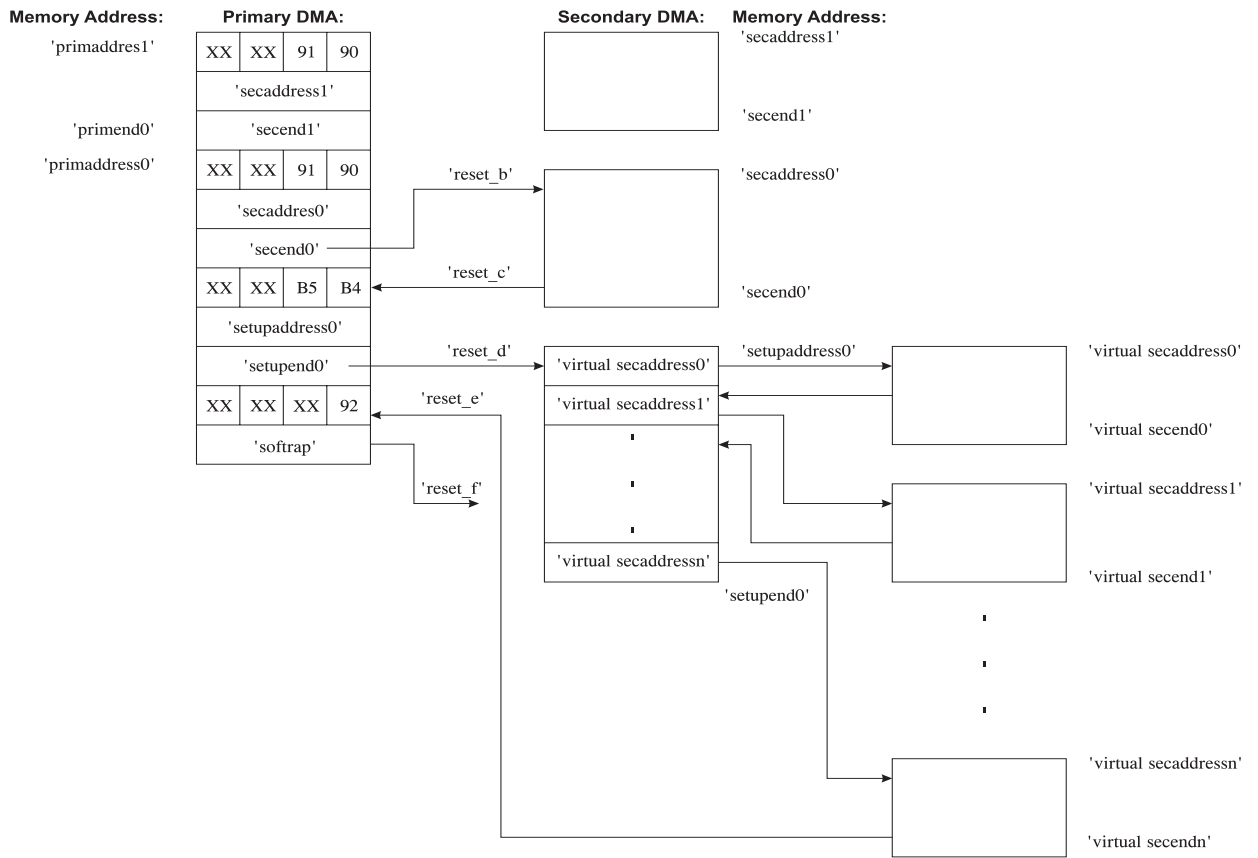 Memory Address: Primary DMA: Secondary DMA: Memory Address:
'primaddres1' XX XX 91 90 'secaddress1'
'secaddress1'
'primend0' 'secend1' 'secend1'
'primaddress0' XX XX 91 90 'reset_b' 'secaddress0'
'secaddres0'
'secend0'
XX XX B5 B4 'reset_c' 'secend0'
'setupaddress0'
'setupend0' 'reset_d' 'virtual secaddress0' 'setupaddress0' 'virtual secaddress0'
XX XX XX 92 'reset_e' 'virtual secaddress1'
'virtual secend0'
'softrap'
'reset_f' 'virtual secaddress1'
'virtual secaddressn'
'virtual secend1'
'setupend0'
'virtual secaddressn'
'virtual secendn'